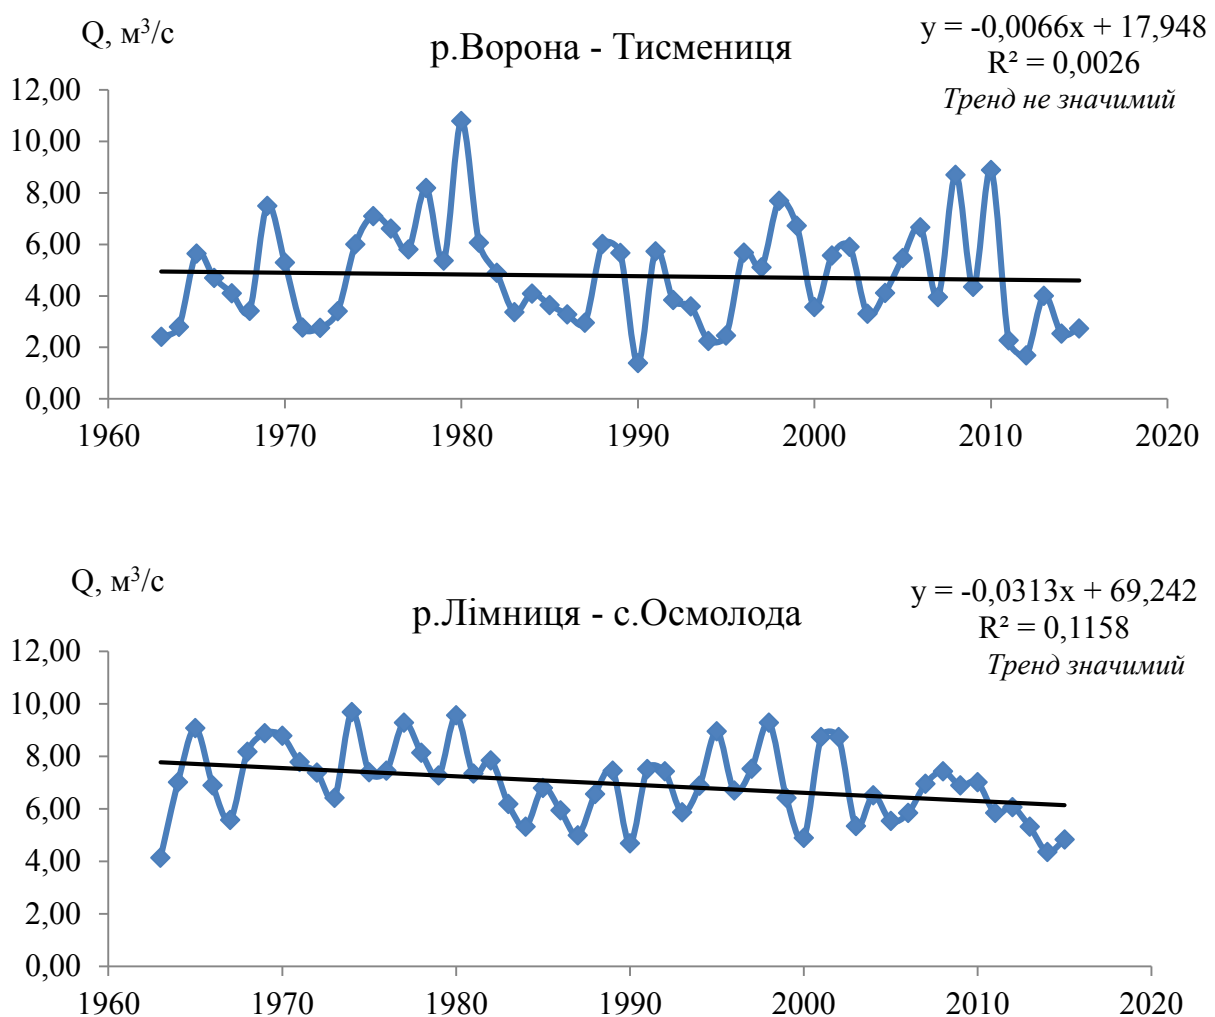 Q, м³/с
р.Ворона - Тисмениця
y = -0,0066x + 17,948
R² = 0,0026
Тренд не значимий
12,00
10,00
8,00
6,00
4,00
2,00
0,00
1960 1970 1980 1990 2000 2010 2020
Q, м³/с
р.Лімниця - с.Осмолода
y = -0,0313x + 69,242
R² = 0,1158
Тренд значимий
12,00
10,00
8,00
6,00
4,00
2,00
0,00
1960 1970 1980 1990 2000 2010 2020